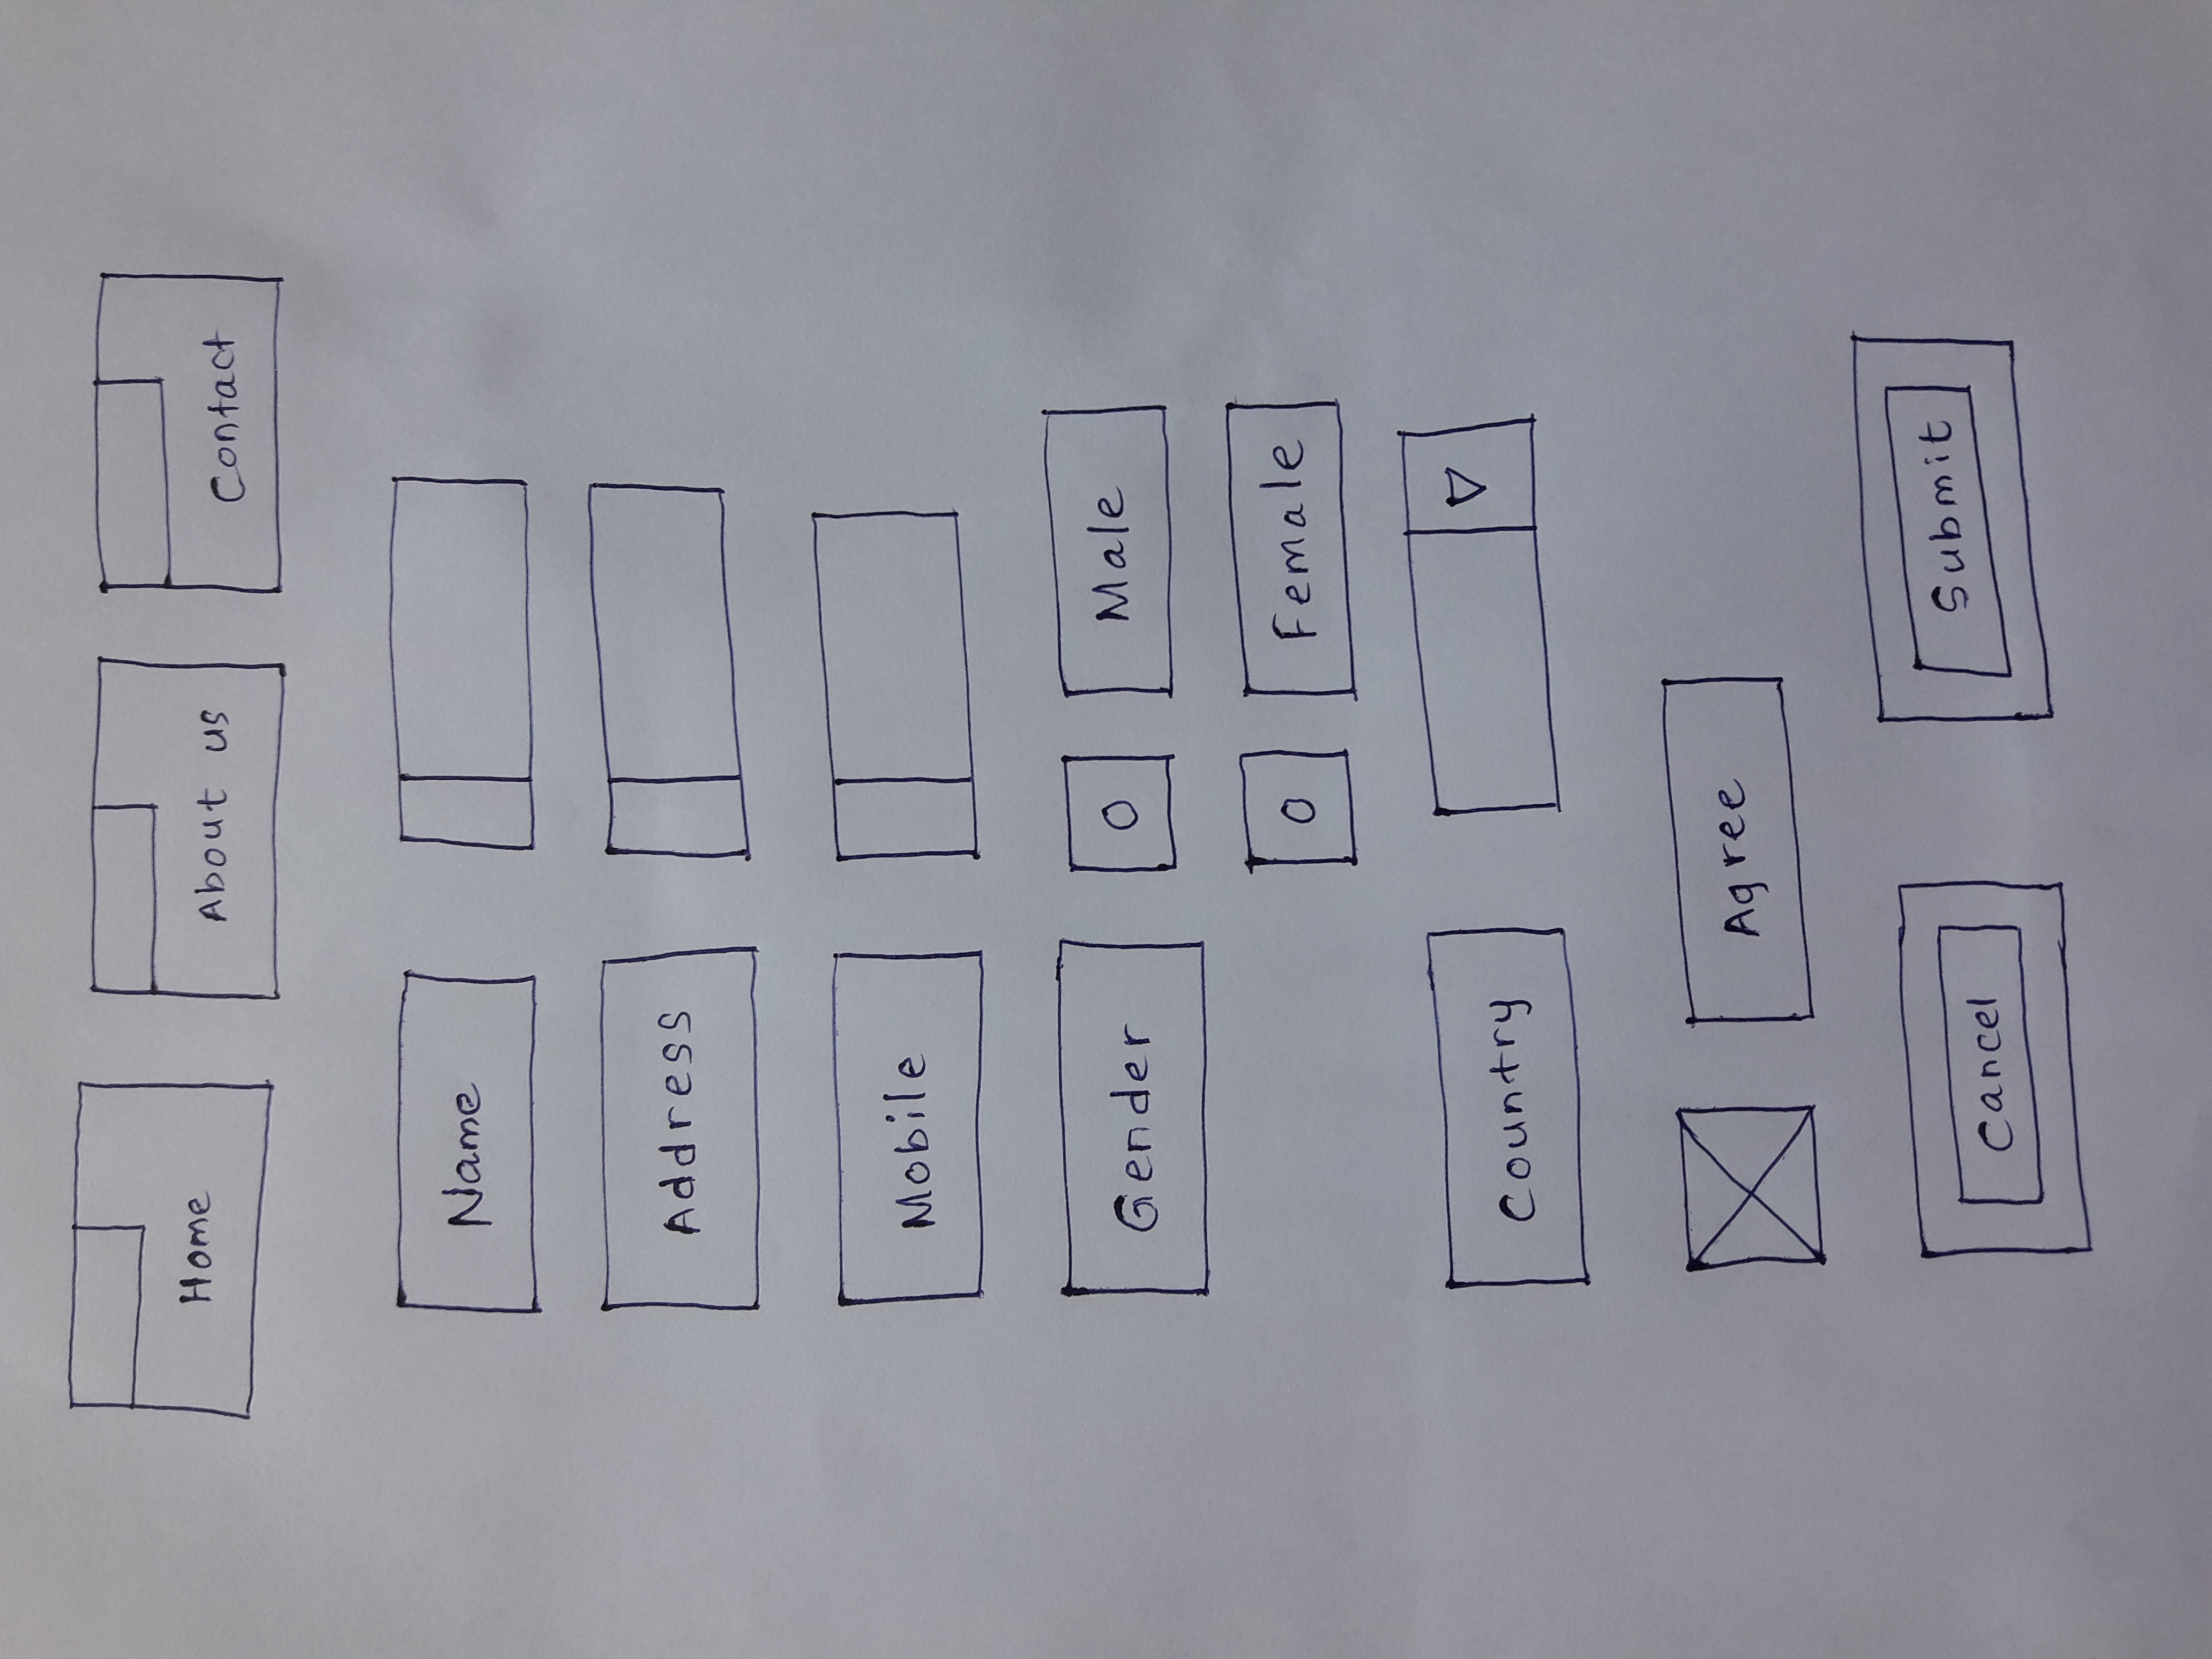 Home About us Contact
Name
Address
Mobile
Gender O Male
O Female
Country
Agree
Cancel Submit